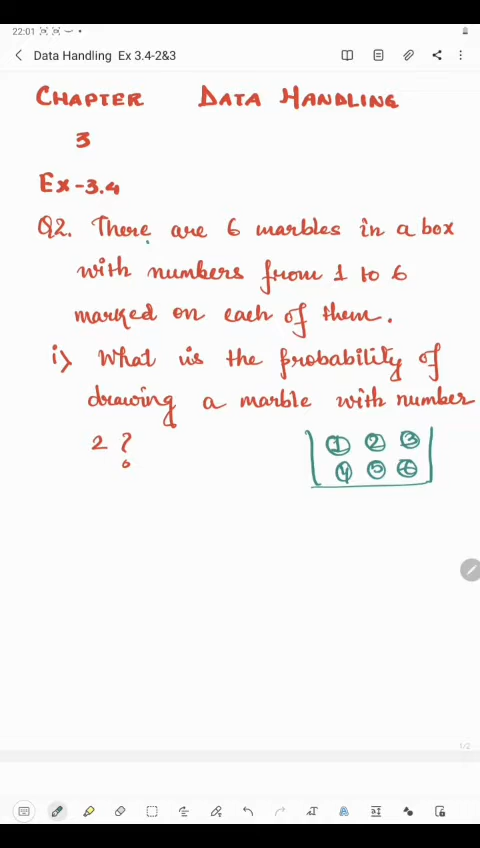 22:01
Data Handling Ex 3.4-2&3
CHAPTER DATA HANDLING
3
Ex-3.4
Q2. There are 6 marbles in a box
with numbers from 1 to 6
marked on each of them.
i) What is the probability of
drawing a marble with number
2 ?
1 2 3
4 5 6
1/2